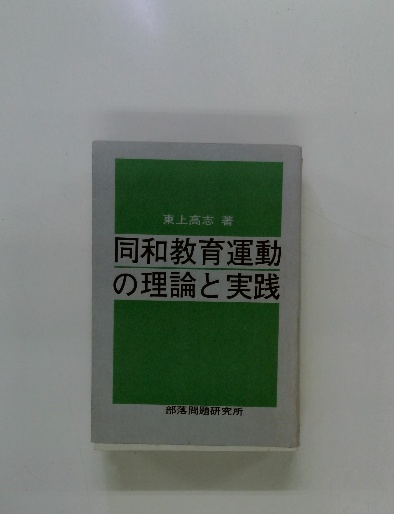 東上高志 著
同和教育運動
の理論と実践
部落問題研究所